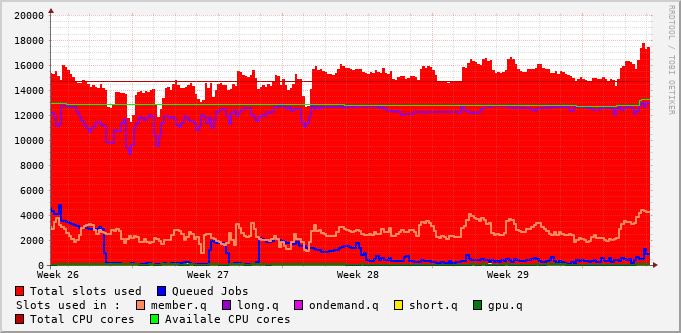 20000
18000
16000
14000
12000
10000
8000
6000
4000
2000
0
Week 26 Week 27 Week 28 Week 29
RRDTOOL / TOBI OETIKER
Total slots used Queued Jobs
Slots used in : member.q long.q ondemand.q short.q gpu.q
Total CPU cores Availale CPU cores